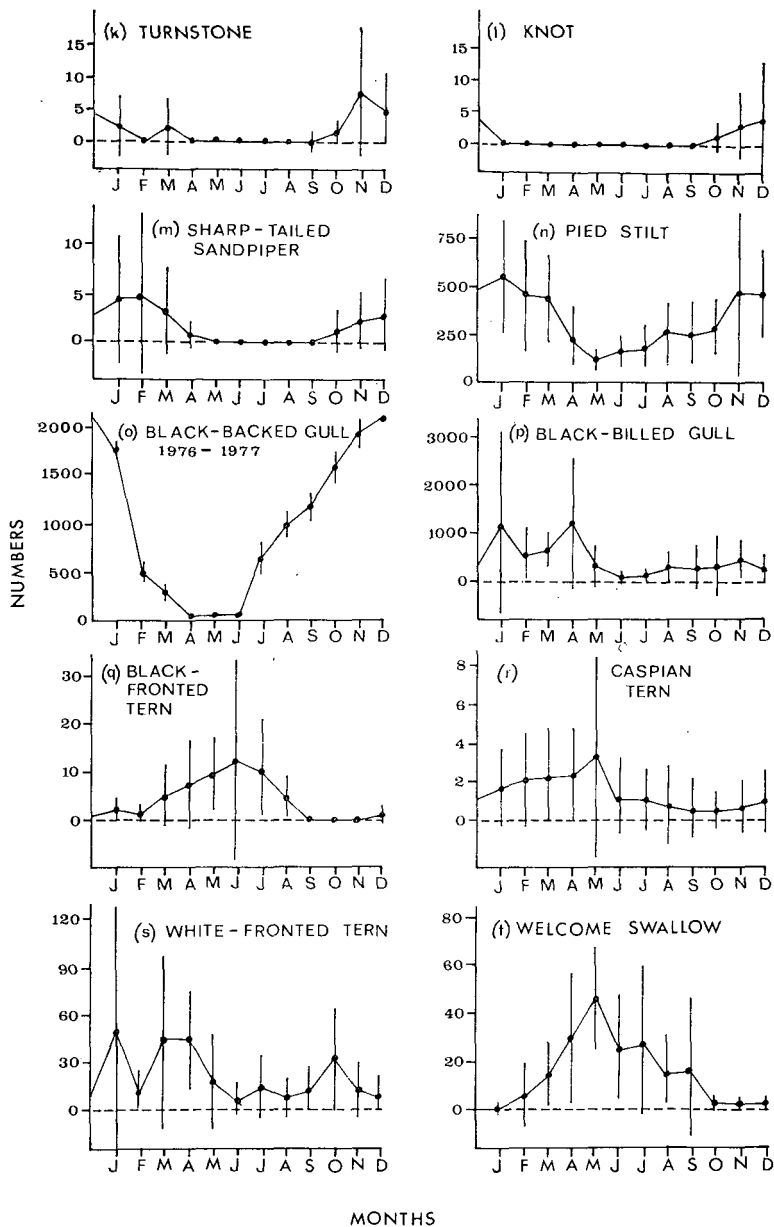 (k) TURNSTONE
15
10
5
0
J F M A M J J A S O N D
(l) KNOT
15
10
5
0
J F M A M J J A S O N D
(m) SHARP-TAILED
SANDPIPER
10
5
0
J F M A M J J A S O N D
(n) PIED STILT
750
500
250
0
J F M A M J J A S O N D
(o) BLACK-BACKED GULL
1976-1977
2000
1500
1000
500
0
J F M A M J J A S O N D
(p) BLACK-BILLED GULL
3000
2000
1000
0
J F M A M J J A S O N D
NUMBERS
(q) BLACK-
FRONTED
TERN
30
20
10
0
J F M A M J J A S O N D
(r) CASPIAN
TERN
8
6
4
2
0
J F M A M J J A S O N D
(s) WHITE-FRONTED TERN
120
90
60
30
0
J F M A M J J A S O N D
(t) WELCOME SWALLOW
80
60
40
20
0
J F M A M J J A S O N D
MONTHS